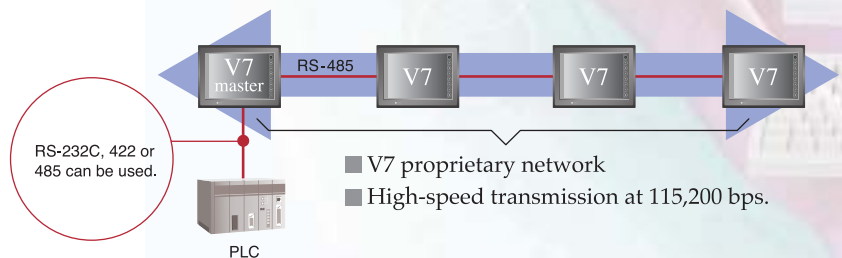 V7
master
RS-485
V7
V7
V7
RS-232C, 422 or
485 can be used.
V7 proprietary network
High-speed transmission at 115,200 bps.
PLC